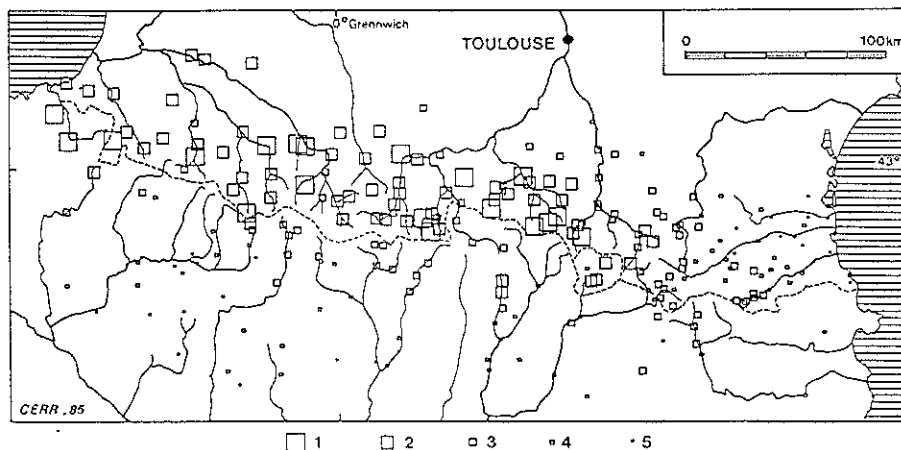 0° Grennwich
TOULOUSE
0 100km
43°
CERR.85
1 2 3 4 5